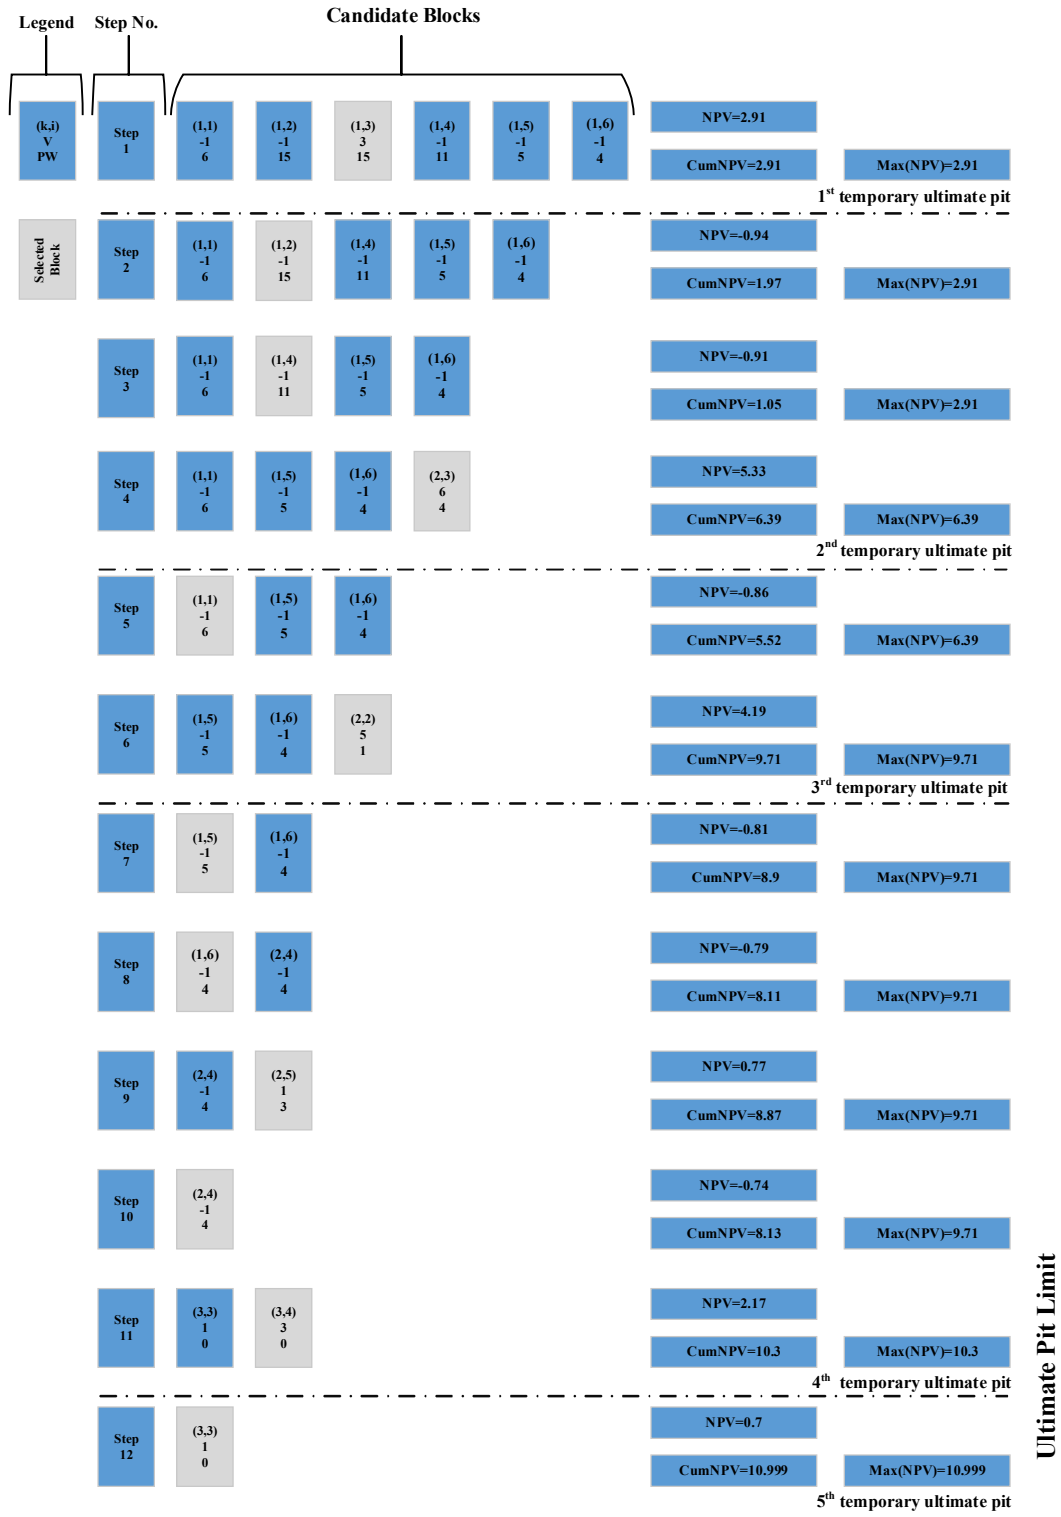 Legend
Step No.
Candidate Blocks
(k,i)
V
PW
Step
1
(1,1)
-1
6
(1,2)
-1
15
(1,3)
3
15
(1,4)
-1
11
(1,5)
-1
5
(1,6)
-1
4
NPV=2.91
CumNPV=2.91
Max(NPV)=2.91
1st temporary ultimate pit
Selected
Block
Step
2
(1,1)
-1
6
(1,2)
-1
15
(1,4)
-1
11
(1,5)
-1
5
(1,6)
-1
4
NPV=-0.94
CumNPV=1.97
Max(NPV)=2.91
Step
3
(1,1)
-1
6
(1,4)
-1
11
(1,5)
-1
5
(1,6)
-1
4
NPV=-0.91
CumNPV=1.05
Max(NPV)=2.91
Step
4
(1,1)
-1
6
(1,5)
-1
5
(1,6)
-1
4
(2,3)
6
4
NPV=5.33
CumNPV=6.39
Max(NPV)=6.39
2nd temporary ultimate pit
Step
5
(1,1)
-1
6
(1,5)
-1
5
(1,6)
-1
4
NPV=-0.86
CumNPV=5.52
Max(NPV)=6.39
Step
6
(1,5)
-1
5
(1,6)
-1
4
(2,2)
5
1
NPV=4.19
CumNPV=9.71
Max(NPV)=9.71
3rd temporary ultimate pit
Step
7
(1,5)
-1
5
(1,6)
-1
4
NPV=-0.81
CumNPV=8.9
Max(NPV)=9.71
Step
8
(1,6)
-1
4
(2,4)
-1
4
NPV=-0.79
CumNPV=8.11
Max(NPV)=9.71
Step
9
(2,4)
-1
4
(2,5)
1
3
NPV=0.77
CumNPV=8.87
Max(NPV)=9.71
Step
10
(2,4)
-1
4
NPV=-0.74
CumNPV=8.13
Max(NPV)=9.71
Step
11
(3,3)
1
0
(3,4)
3
0
NPV=2.17
CumNPV=10.3
Max(NPV)=10.3
4th temporary ultimate pit
Step
12
(3,3)
1
0
NPV=0.7
CumNPV=10.999
Max(NPV)=10.999
5th temporary ultimate pit
Ultimate Pit Limit